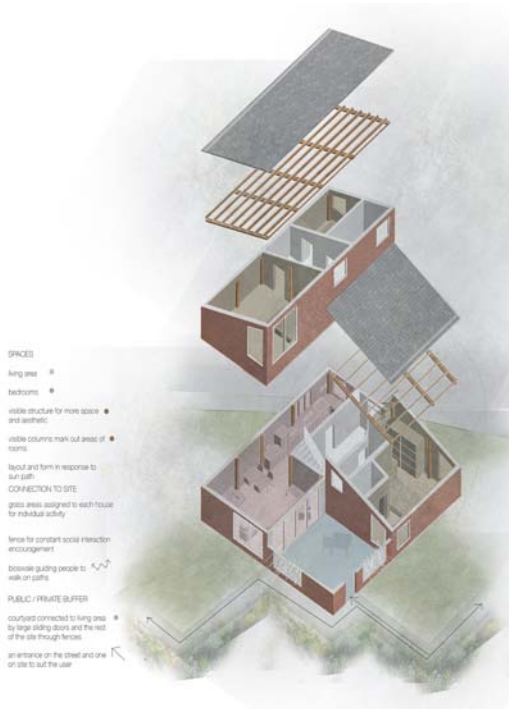 SPACES
living area
bedrooms
visible structure for more space
and aesthetic
visible columns mark out areas of
rooms
layout and form in response to
sun path
CONNECTION TO SITE
grass areas assigned to each house
for individual activity
fence for constant social interaction
encouragement
bioswale guiding people to
walk on paths
PUBLIC / PRIVATE BUFFER
courtyard connected to living area
by large sliding doors and the rest
of the site through fences
an entrance on the street and one
on site to suit the user